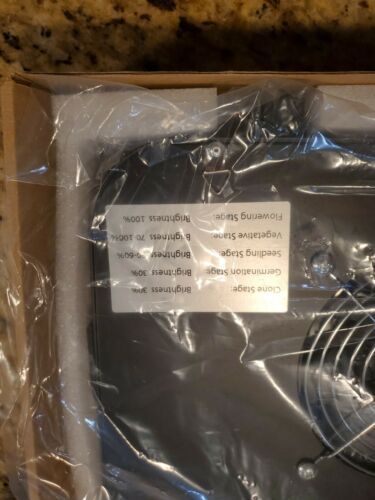 Clone Stage: Brightness 30%
Germination Stage: Brightness 30%
Seedling Stage: Brightness -60%
Vegetative Stage: Brightness 70-100%
Flowering Stage: Brightness 100%